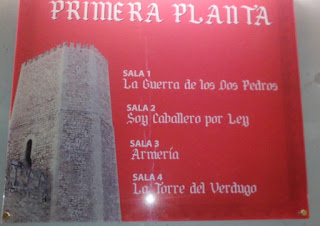 PRIMERA PLANTA
SALA 1
La Guerra de los Dos Pedros
SALA 2
Soy Caballero por Ley
SALA 3
Armería
SALA 4
La Torre del Verdugo